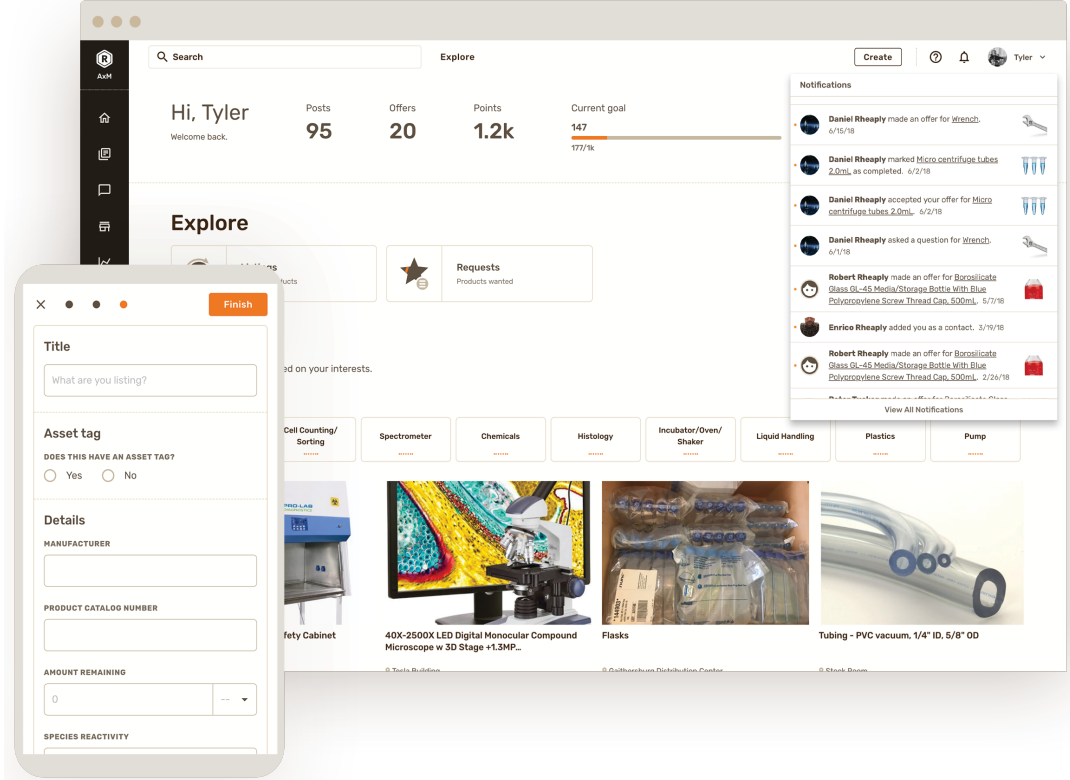 R
AxM
Search
Explore
Create
Tyler
Hi, Tyler
Welcome back.
Posts
95
Offers
20
Points
1.2k
Current goal
147
177/1k
Notifications
Daniel Rheaply made an offer for Wrench.
6/15/18
Daniel Rheaply marked Micro centrifuge tubes
2.0mL as completed. 6/2/18
Daniel Rheaply accepted your offer for Micro
centrifuge tubes 2.0mL. 6/2/18
Daniel Rheaply asked a question for Wrench.
6/1/18
Robert Rheaply made an offer for Borosilicate
Glass GL-45 Media/Storage Bottle With Blue
Polypropylene Screw Thread Cap, 500mL. 5/7/18
Enrico Rheaply added you as a contact. 3/19/18
Robert Rheaply made an offer for Borosilicate
Glass GL-45 Media/Storage Bottle With Blue
Polypropylene Screw Thread Cap, 500mL. 2/26/18
View All Notifications
Explore
Requests
Products wanted
ed on your interests.
Cell Counting/
Sorting
Spectrometer
Chemicals
Histology
Incubator/Oven/
Shaker
Liquid Handling
Plastics
Pump
PRO-LAB
fety Cabinet
40X-2500X LED Digital Monocular Compound
Microscope w 3D Stage +1.3MP...
Flasks
Tubing - PVC vacuum, 1/4" ID, 5/8" OD
Tesla Building
Gaithersburg Distribution Center
Stock Room
Finish
Title
What are you listing?
Asset tag
DOES THIS HAVE AN ASSET TAG?
Yes
No
Details
MANUFACTURER
PRODUCT CATALOG NUMBER
AMOUNT REMAINING
0
--
SPECIES REACTIVITY